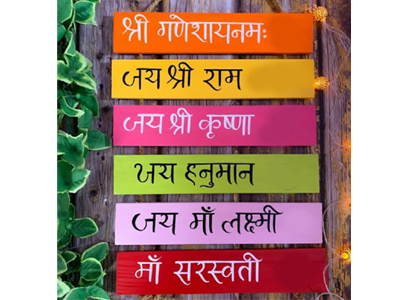 श्री गणेशायनमः
जय श्री राम
जय श्री कृष्णा
जय हनुमान
जय माँ लक्ष्मी
माँ सरस्वती